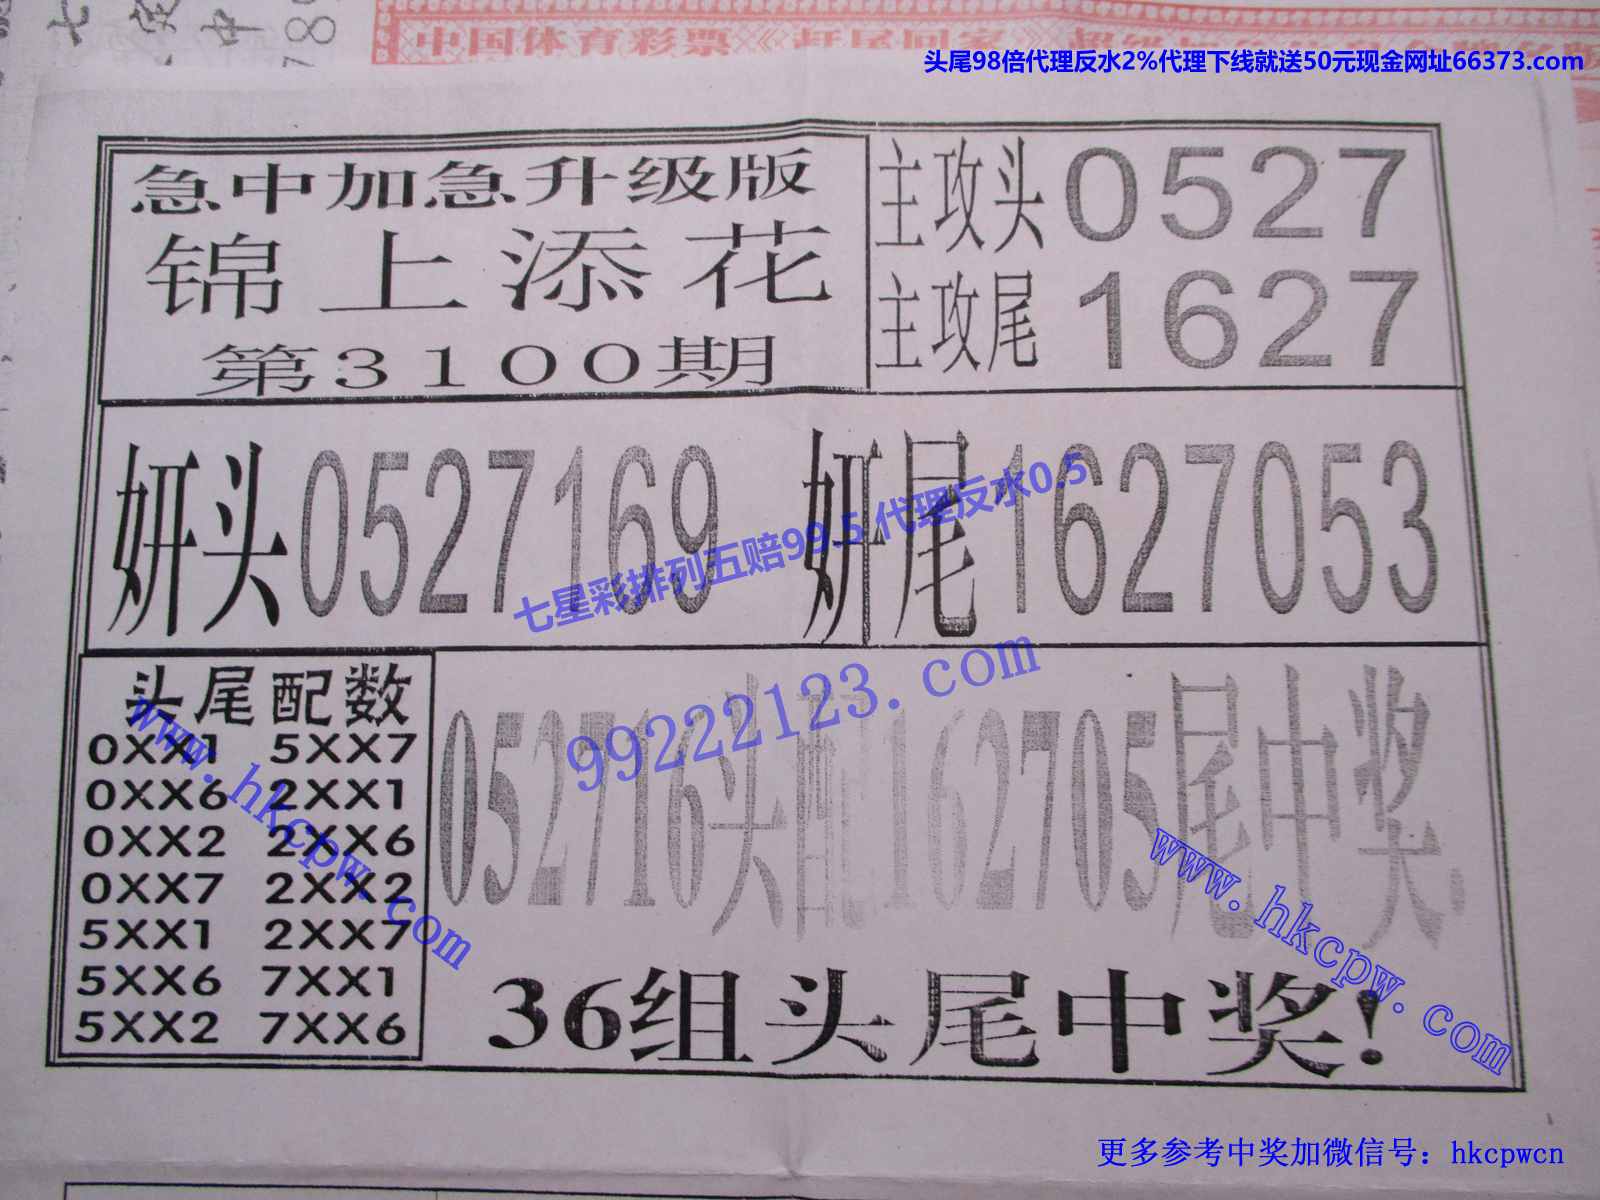 中国体育彩票
头尾98倍代理反水2%代理下线就送50元现金网址66373.com
急中加急升级版
锦上添花
第3100期
主攻头0527
主攻尾1627
妍头0527169
妍尾1627053
七星彩排列五赔99.5 代理反水0.5
99222123.com
头尾配数
0XX1 5XX7
0XX6 2XX1
0XX2 2XX6
0XX7 2XX2
5XX1 2XX7
5XX6 7XX1
5XX2 7XX6
www.hkcpw.com
052716头配162705尾中奖!
www.hkcpw.com
36组头尾中奖!
更多参考中奖加微信号：hkcpwcn